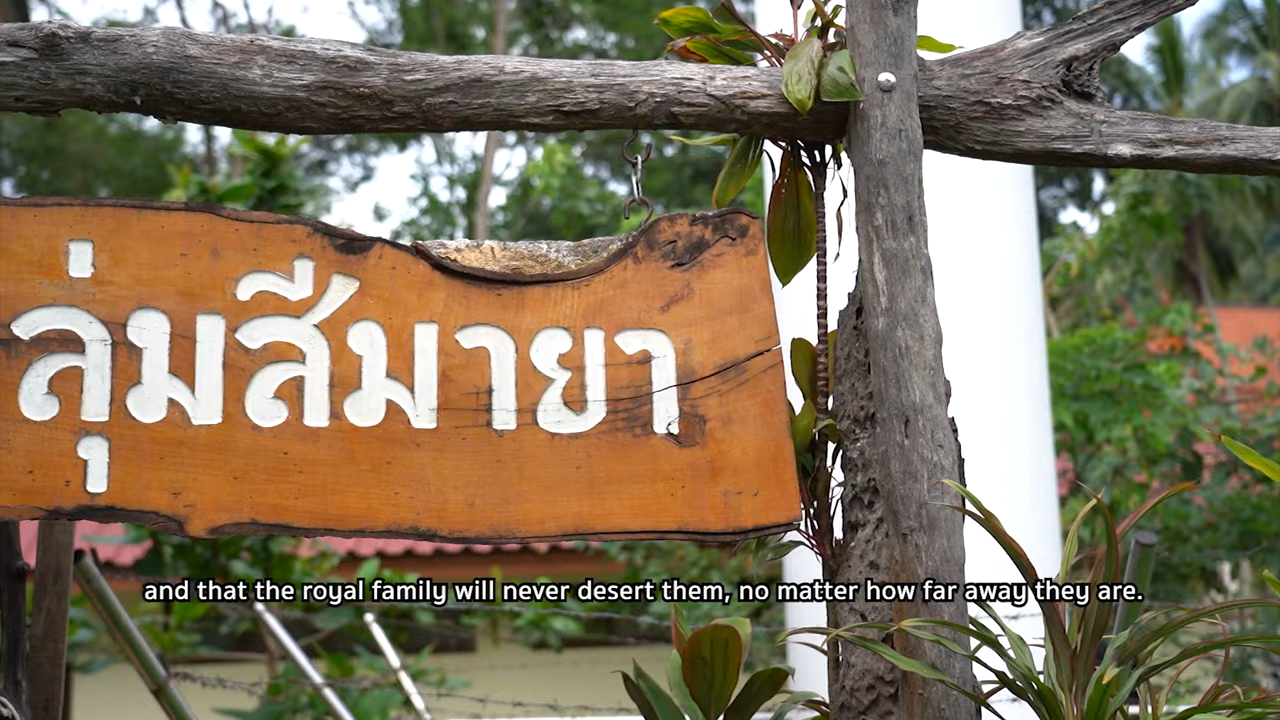 ลุ่มสีมายา
and that the royal family will never desert them, no matter how far away they are.